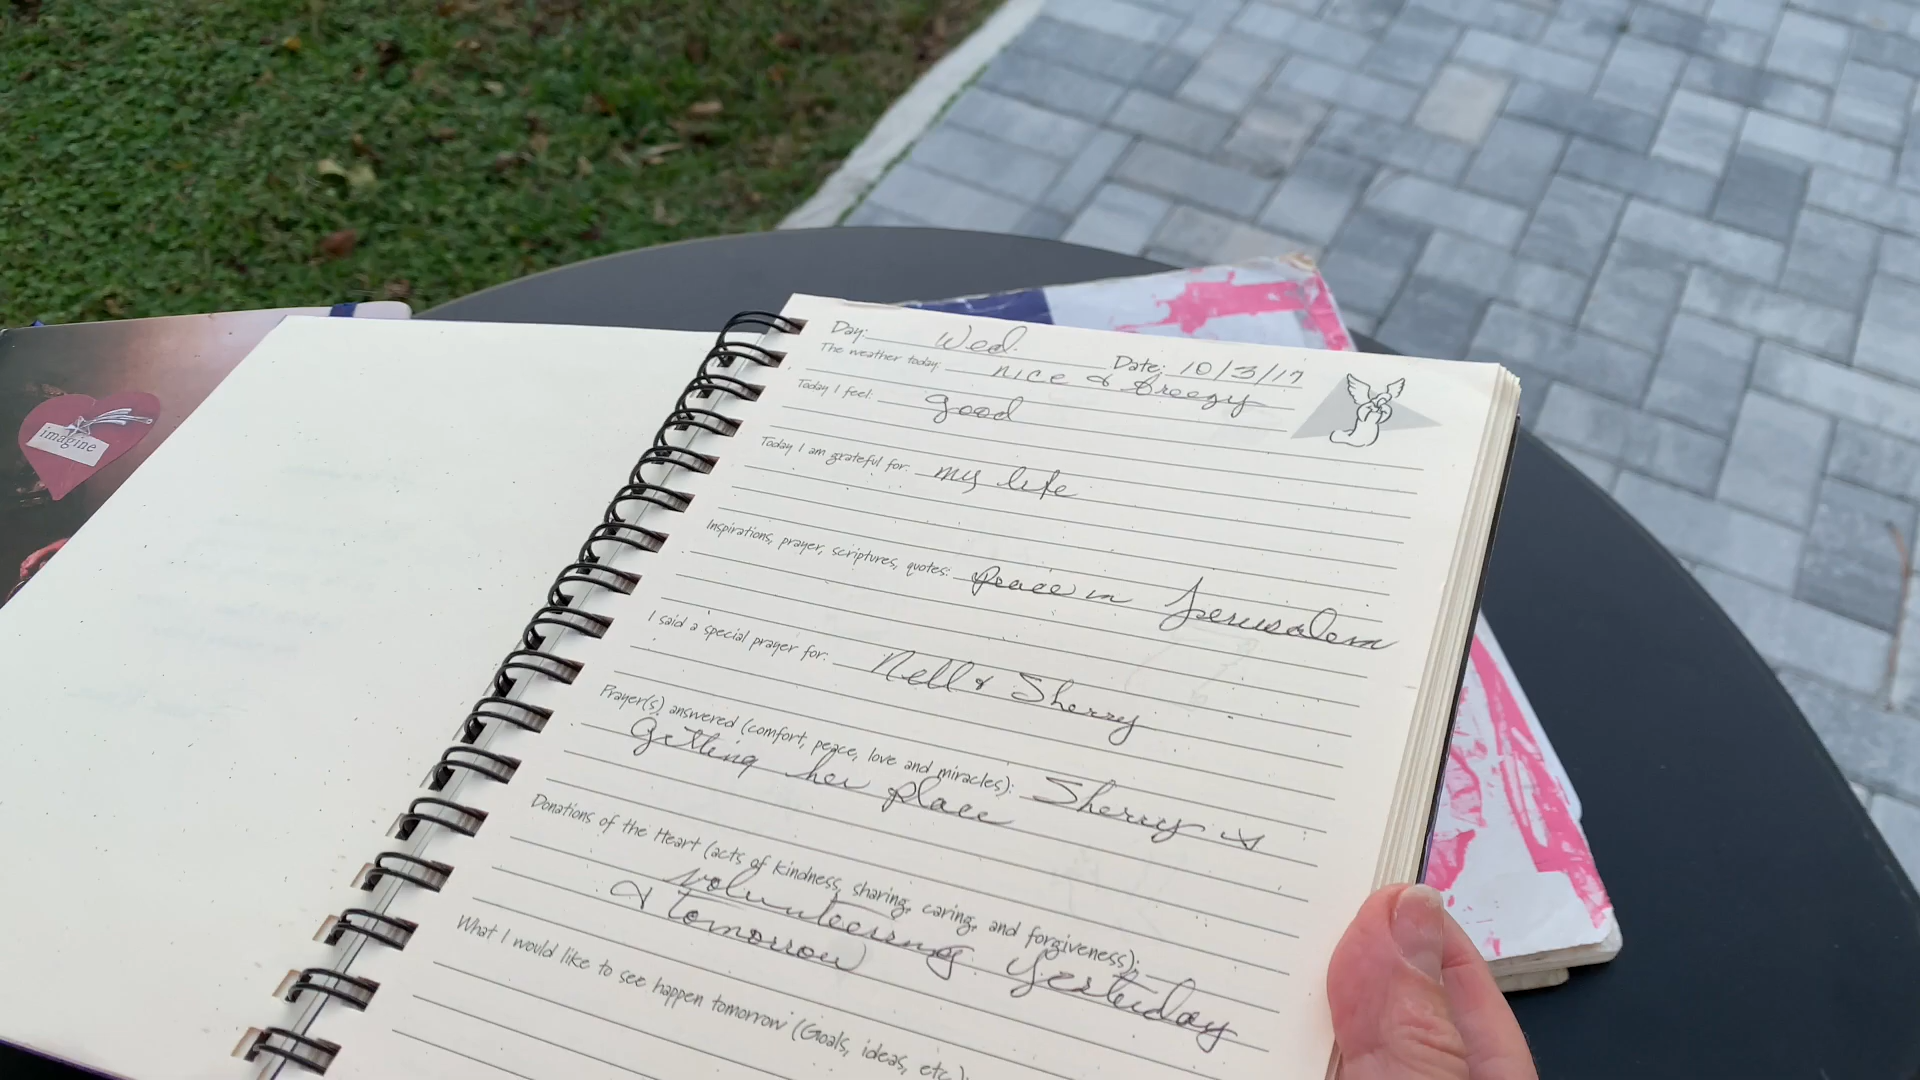 Day: Wed. Date: 10/3/17
The weather today: nice & breezy
Today I feel: good
Today I am grateful for: my life
Inspirations, prayer, scriptures, quotes: peace in Jerusalem
I said a special prayer for: Nell & Sherry
Prayer(s) answered (comfort, peace, love and miracles): Sherry is
Getting her place
Donations of the Heart (acts of kindness, sharing, caring, and forgiveness):
volunteering yesterday
& tomorrow
What I would like to see happen tomorrow (Goals, ideas, etc.):
imagine